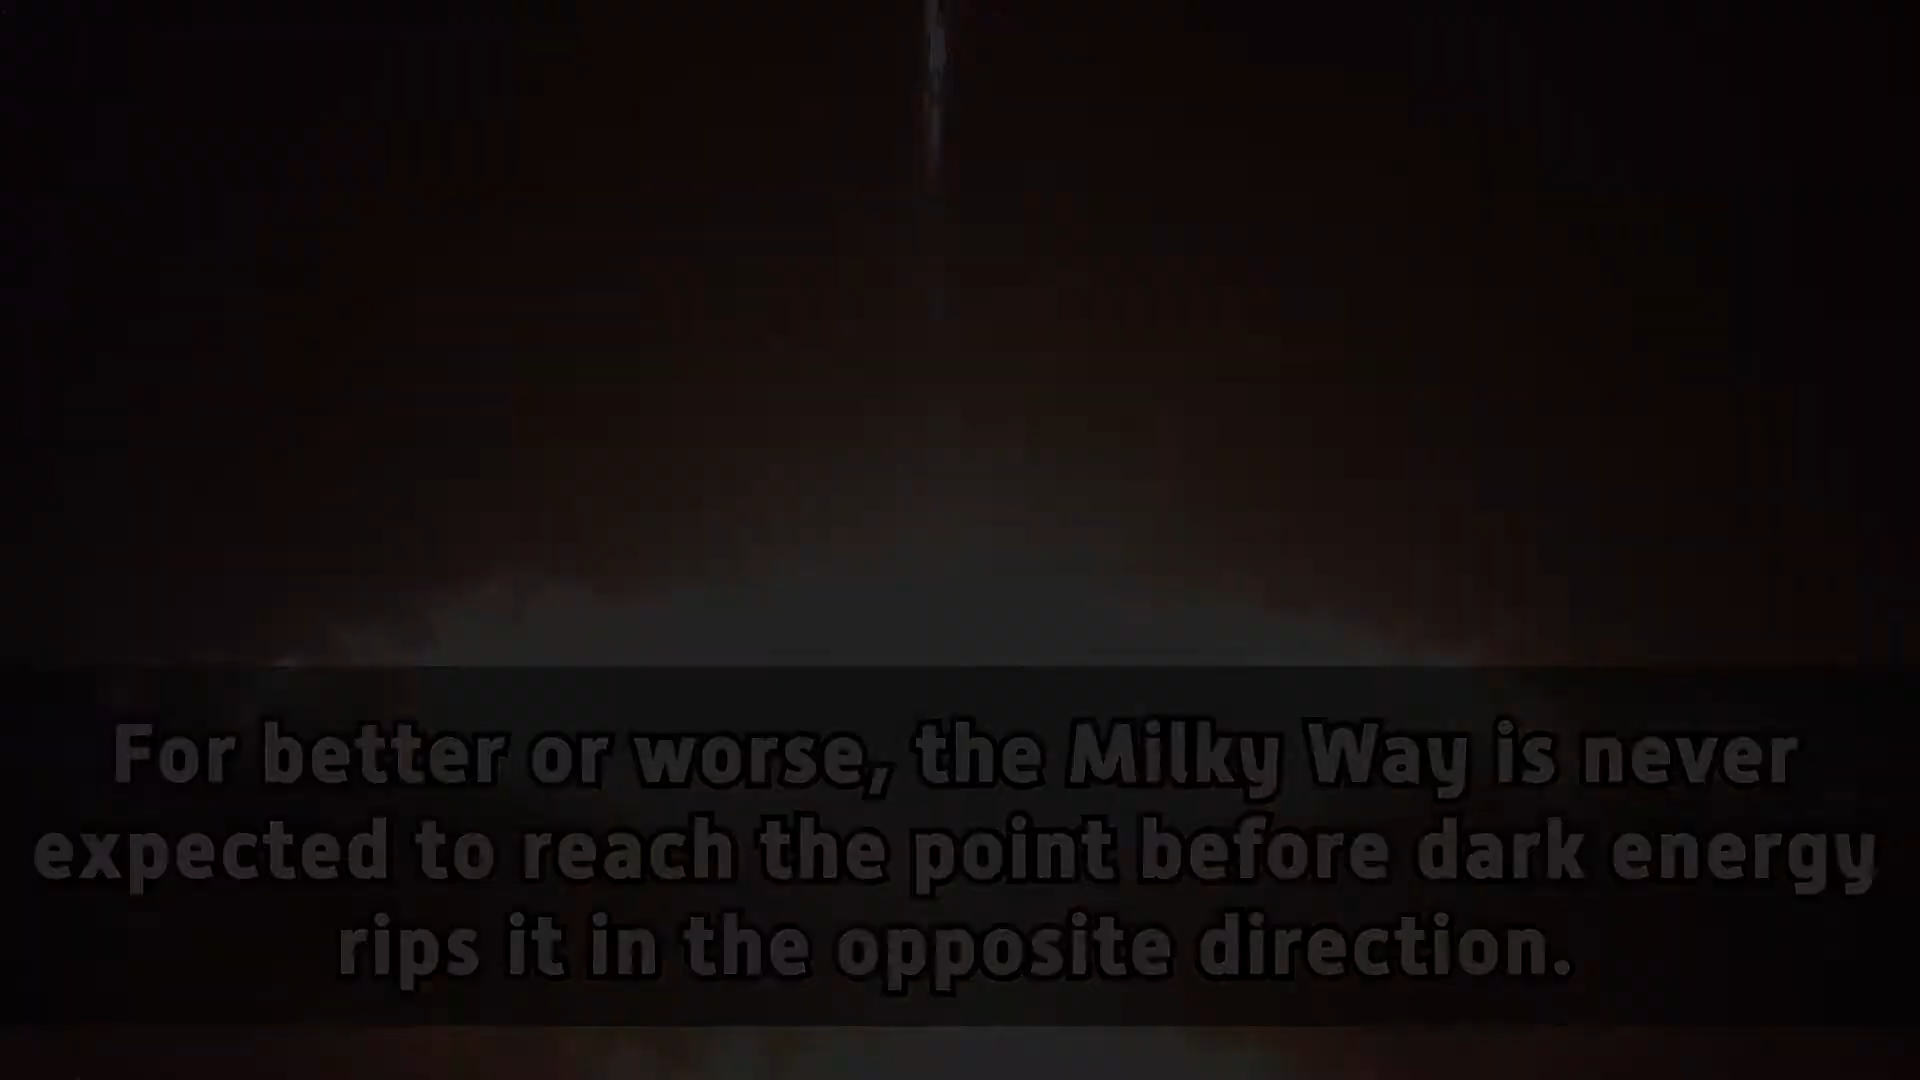 For better or worse, the Milky Way is never
expected to reach the point before dark energy
rips it in the opposite direction.